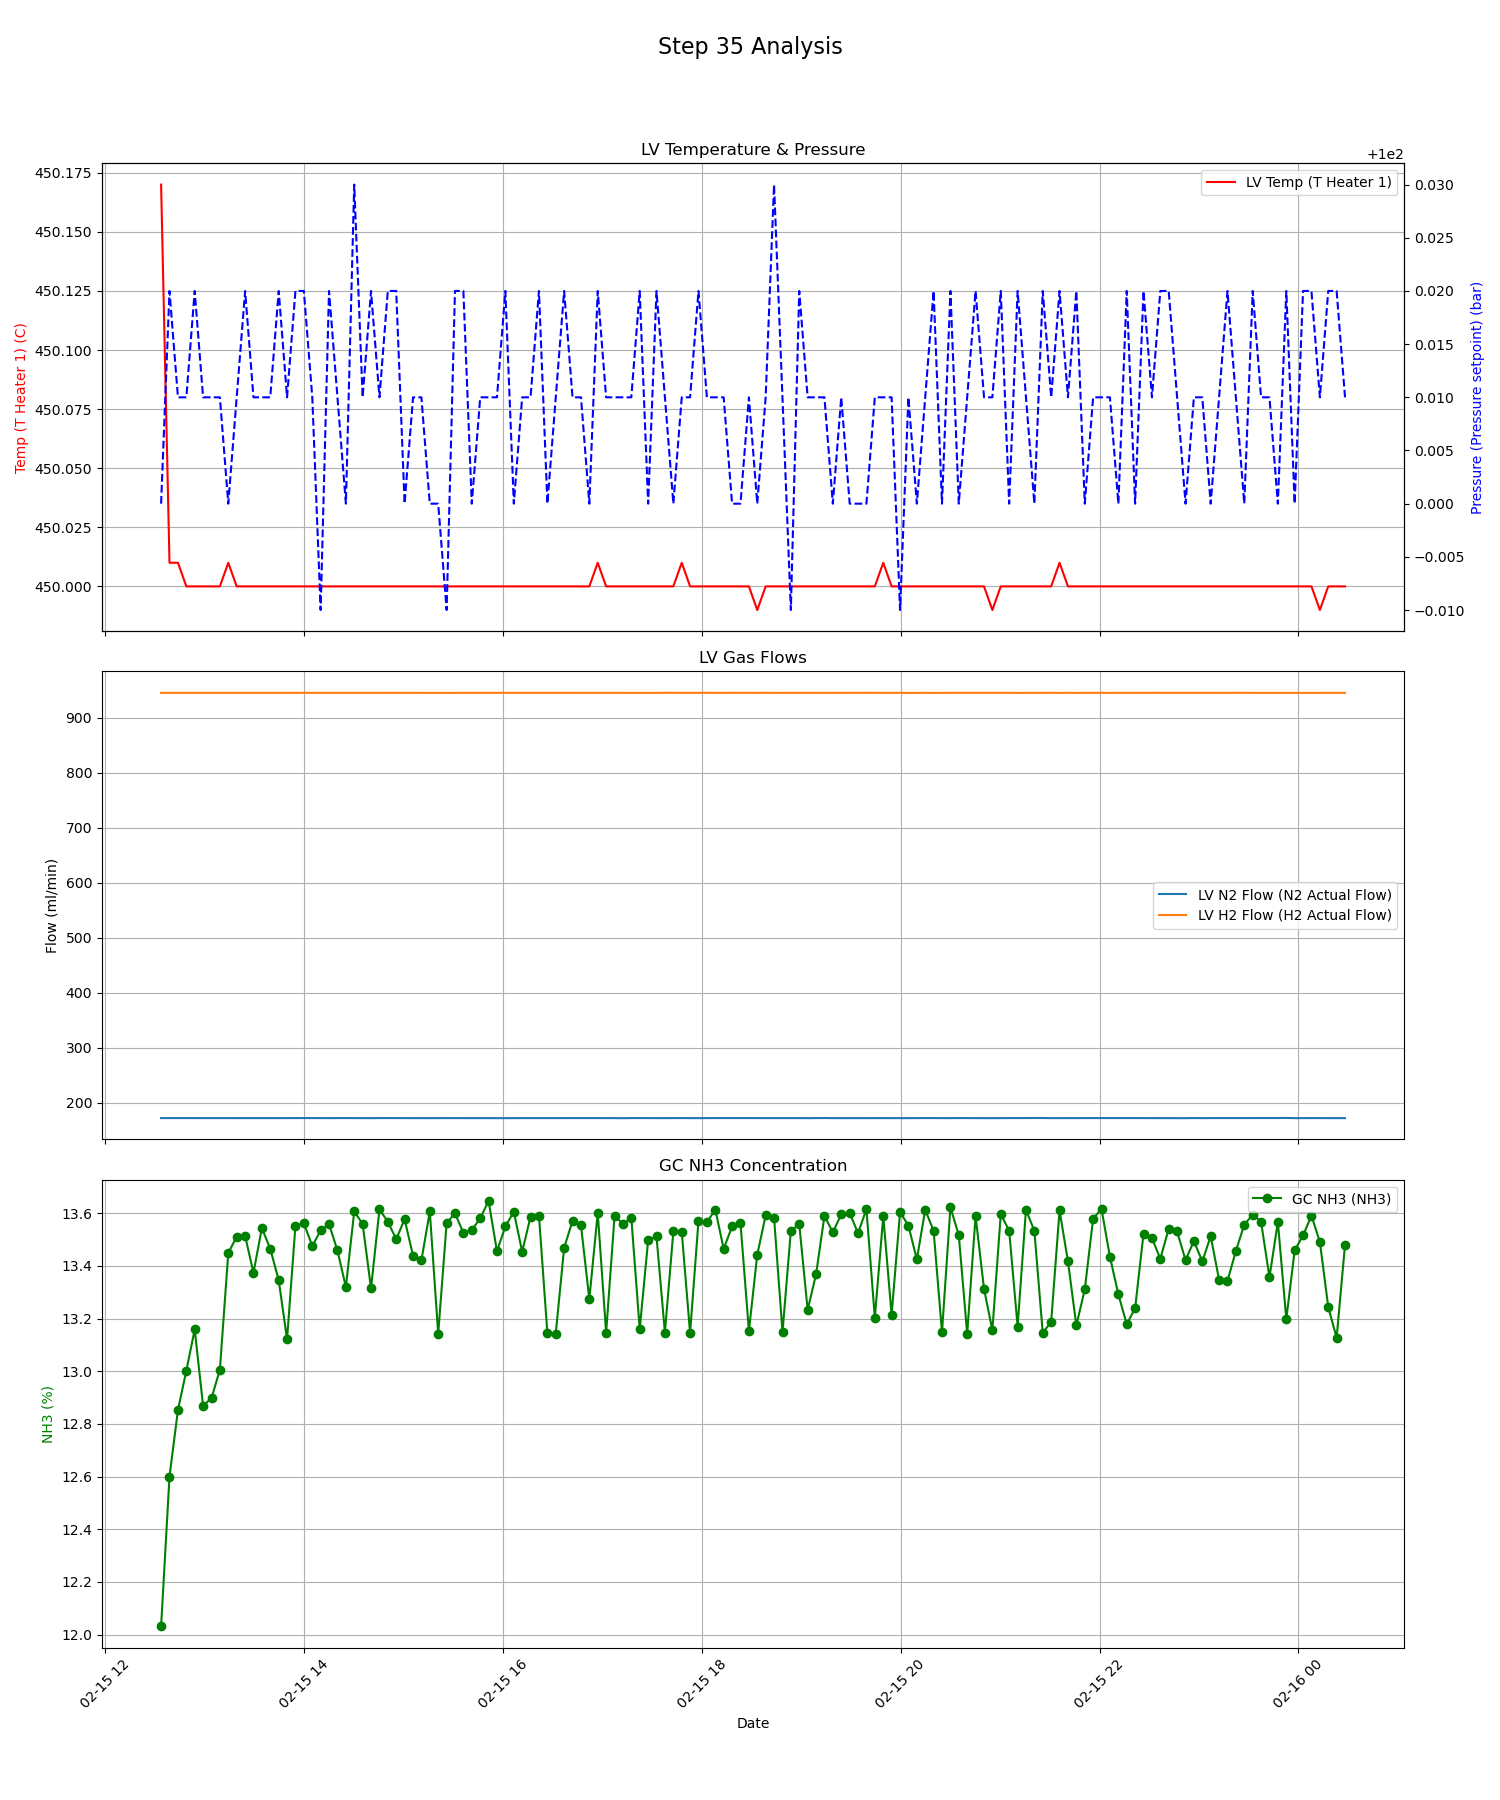 Step 35 Analysis
LV Temperature & Pressure
+1e2
LV Temp (T Heater 1)
Temp (T Heater 1) (C)
450.175
450.150
450.125
450.100
450.075
450.050
450.025
450.000
0.030
0.025
0.020
0.015
0.010
0.005
0.000
−0.005
−0.010
Pressure (Pressure setpoint) (bar)
LV Gas Flows
Flow (ml/min)
900
800
700
600
500
400
300
200
LV N2 Flow (N2 Actual Flow)
LV H2 Flow (H2 Actual Flow)
GC NH3 Concentration
GC NH3 (NH3)
NH3 (%)
13.6
13.4
13.2
13.0
12.8
12.6
12.4
12.2
12.0
02-15 12
02-15 14
02-15 16
02-15 18
02-15 20
02-15 22
02-16 00
Date